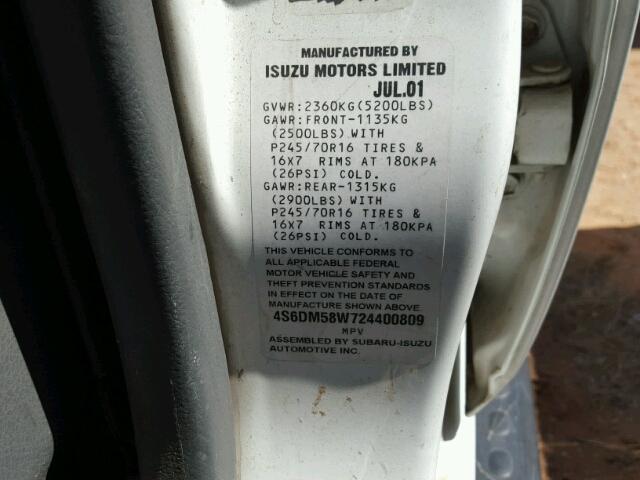 MANUFACTURED BY
ISUZU MOTORS LIMITED
JUL.01
GVWR:2360KG(5200LBS)
GAWR:FRONT-1135KG
(2500LBS)WITH
P245/70R16 TIRES &
16x7 RIMS AT 180KPA
(26PSI) COLD.
GAWR:REAR-1315KG
(2900LBS) WITH
P245/70R16 TIRES &
16x7 RIMS AT 180KPA
(26PSI) COLD.
THIS VEHICLE CONFORMS TO
ALL APPLICABLE FEDERAL
MOTOR VEHICLE SAFETY AND
THEFT PREVENTION STANDARDS
IN EFFECT ON THE DATE OF
MANUFACTURE SHOWN ABOVE.
4S6DM58W724400809
MPV
ASSEMBLED BY SUBARU-ISUZU
AUTOMOTIVE INC.